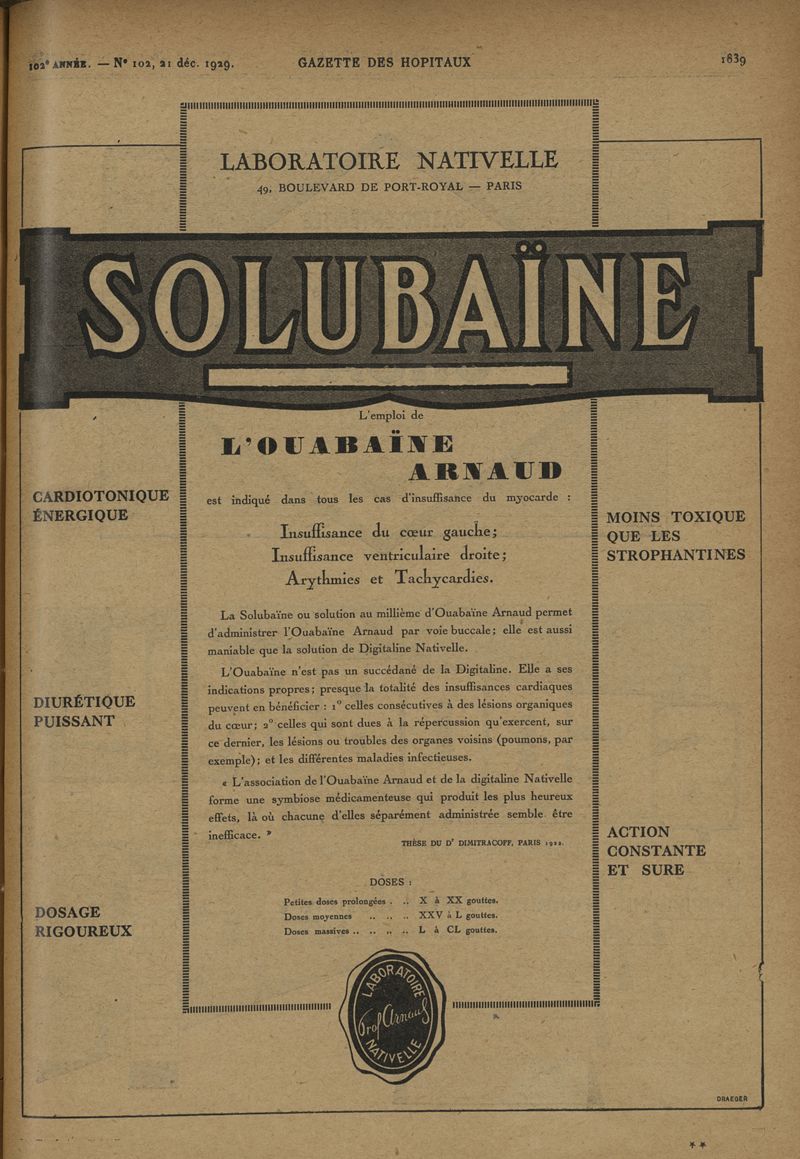 102e ANNÉE. — No 102, 21 déc. 1929.
GAZETTE DES HOPITAUX
1839
LABORATOIRE NATIVELLE
49, BOULEVARD DE PORT-ROYAL — PARIS
SOLUBAÏNE
L'emploi de
L'OUABAÏNE
ARNAUD
est indiqué dans tous les cas d'insuffisance du myocarde :
Insuffisance du cœur gauche;
Insuffisance ventriculaire droite;
Arythmies et Tachycardies.
La Solubaïne ou solution au millième d'Ouabaïne Arnaud permet
d'administrer l'Ouabaïne Arnaud par voie buccale; elle est aussi
maniable que la solution de Digitaline Nativelle.
L'Ouabaïne n'est pas un succédané de la Digitaline. Elle a ses
indications propres; presque la totalité des insuffisances cardiaques
peuvent en bénéficier : 1° celles consécutives à des lésions organiques
du cœur; 2° celles qui sont dues à la répercussion qu'exercent, sur
ce dernier, les lésions ou troubles des organes voisins (poumons, par
exemple); et les différentes maladies infectieuses.
« L'association de l'Ouabaïne Arnaud et de la digitaline Nativelle
forme une symbiose médicamenteuse qui produit les plus heureux
effets, là où chacune d'elles séparément administrée semble être
inefficace. »
THÈSE DU Dr DIMITRACOFF, PARIS 1922.
DOSES :
Petites doses prolongées . .. X à XX gouttes.
Doses moyennes .. .. .. XXV à L gouttes.
Doses massives .. .. .. .. L à CL gouttes.
CARDIOTONIQUE
ÉNERGIQUE
DIURÉTIQUE
PUISSANT
DOSAGE
RIGOUREUX
MOINS TOXIQUE
QUE LES
STROPHANTINES
ACTION
CONSTANTE
ET SURE
LABORATOIRE
Prof Arnaud
NATIVELLE
DRAEGER
**